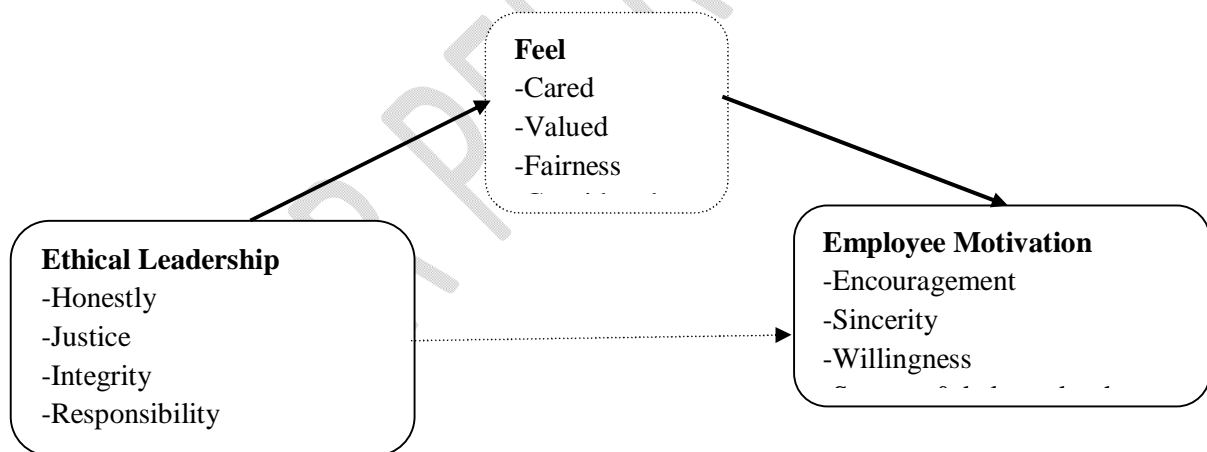 Feel
-Cared
-Valued
-Fairness
Ethical Leadership
-Honestly
-Justice
-Integrity
-Responsibility
Employee Motivation
-Encouragement
-Sincerity
-Willingness